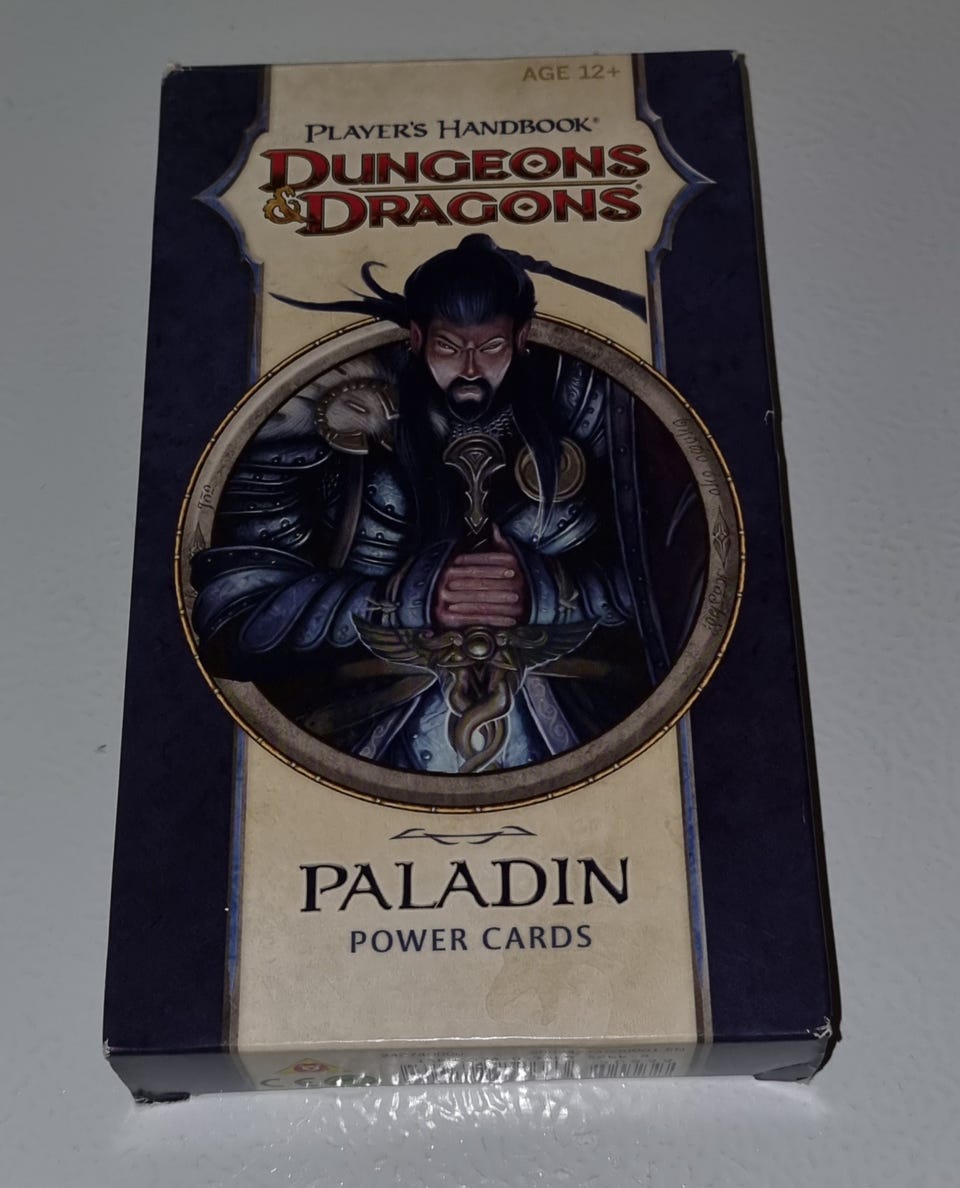 AGE 12+
PLAYER'S HANDBOOK®
DUNGEONS
& DRAGONS®
PALADIN
POWER CARDS